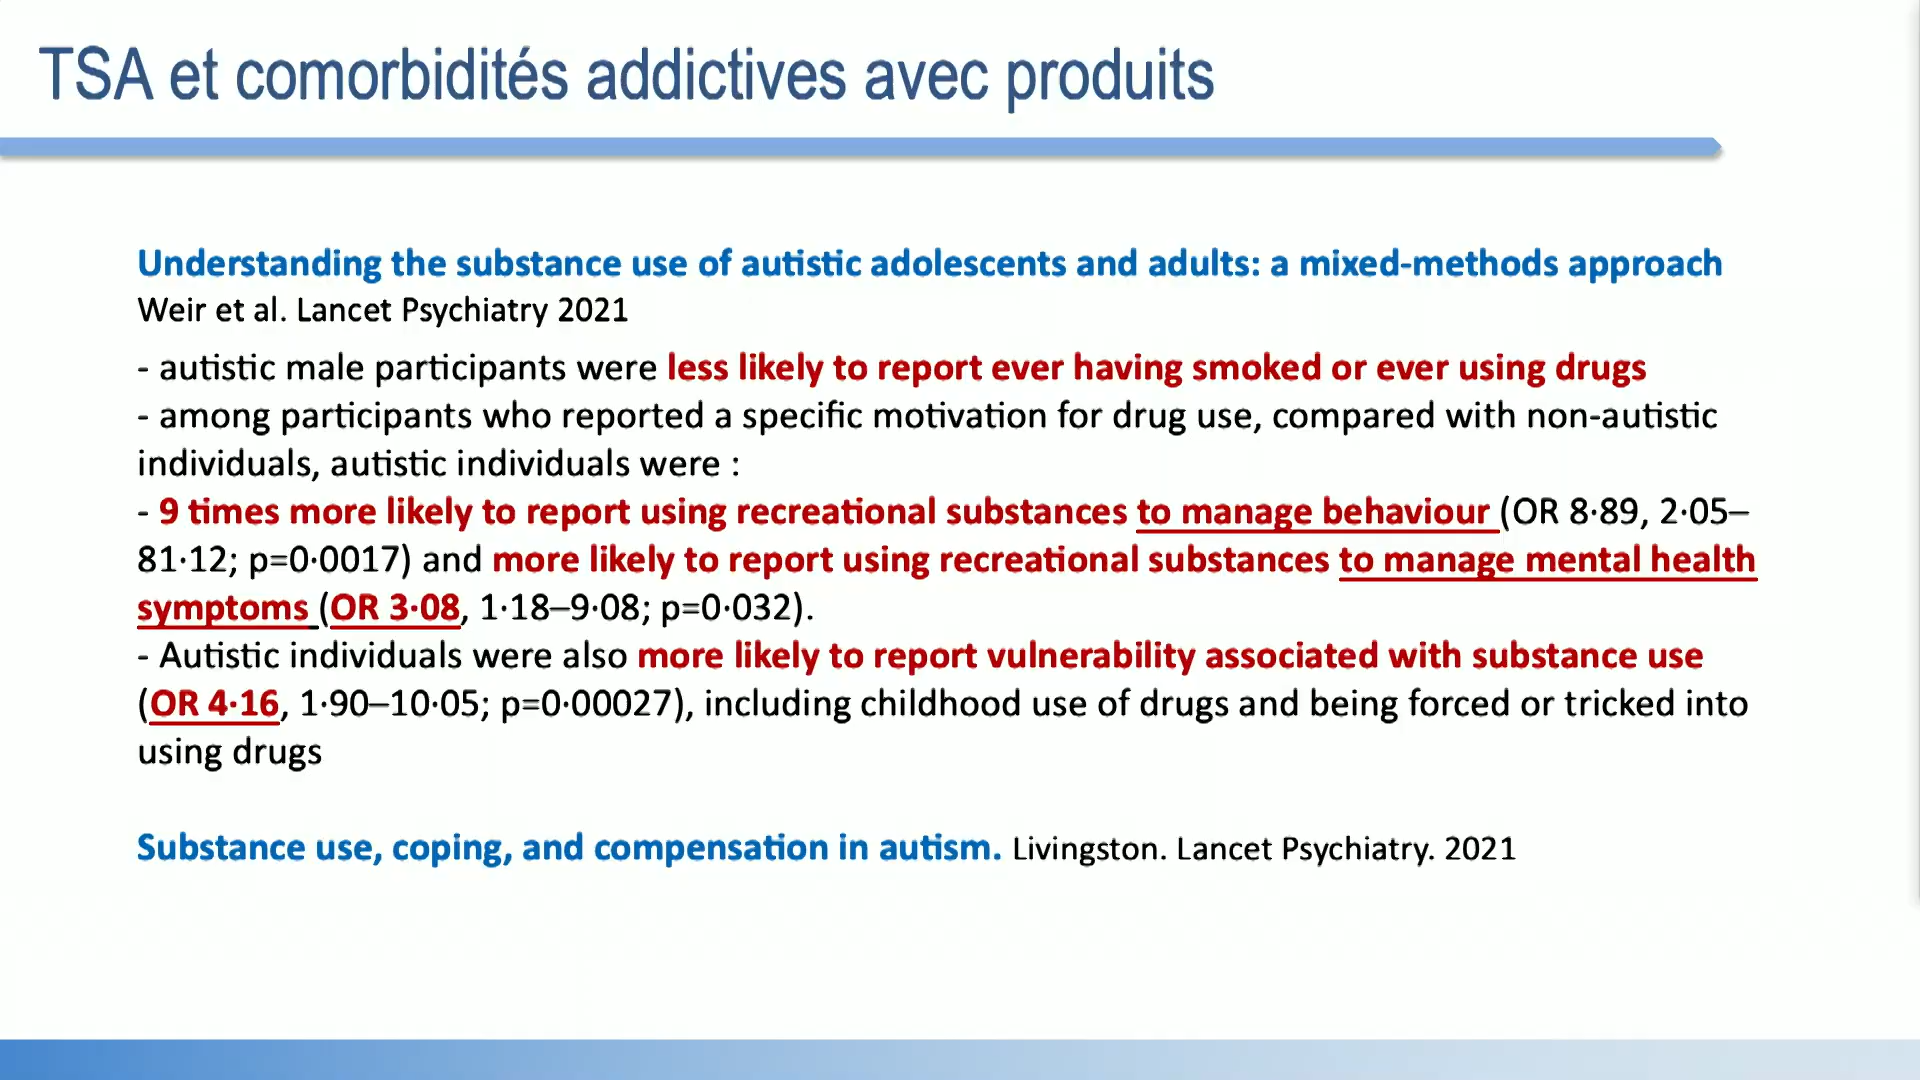 TSA et comorbidités addictives avec produits
Understanding the substance use of autistic adolescents and adults: a mixed-methods approach
Weir et al. Lancet Psychiatry 2021
- autistic male participants were less likely to report ever having smoked or ever using drugs
- among participants who reported a specific motivation for drug use, compared with non-autistic
individuals, autistic individuals were :
- 9 times more likely to report using recreational substances to manage behaviour (OR 8·89, 2·05–
81·12; p=0·0017) and more likely to report using recreational substances to manage mental health
symptoms (OR 3·08, 1·18–9·08; p=0·032).
- Autistic individuals were also more likely to report vulnerability associated with substance use
(OR 4·16, 1·90–10·05; p=0·00027), including childhood use of drugs and being forced or tricked into
using drugs
Substance use, coping, and compensation in autism. Livingston. Lancet Psychiatry. 2021